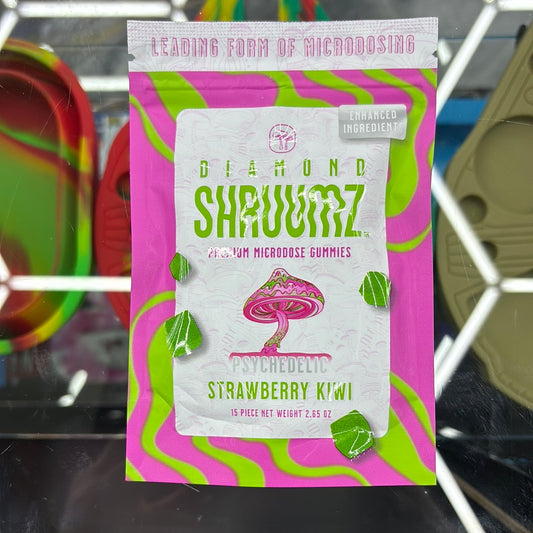 LEADING FORM OF MICRODOSING
ENHANCED
INGREDIENT
DIAMOND
SHRUUMZ
PREMIUM MICRODOSE GUMMIES
PSYCHEDELIC
STRAWBERRY KIWI
15 PIECE NET WEIGHT 2.65 OZ